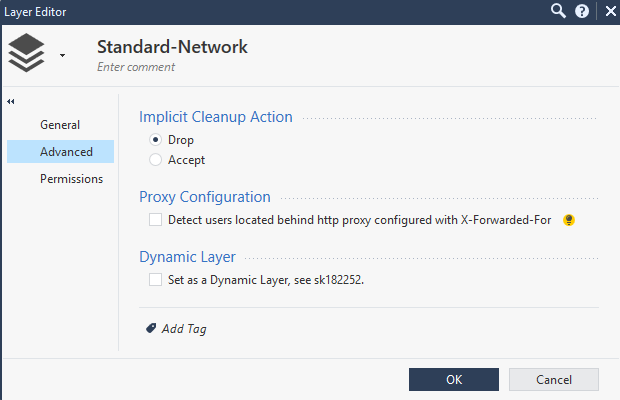 Layer Editor
Standard-Network
Enter comment
General
Advanced
Permissions
Implicit Cleanup Action
Drop
Accept
Proxy Configuration
Detect users located behind http proxy configured with X-Forwarded-For
Dynamic Layer
Set as a Dynamic Layer, see sk182252.
Add Tag
OK
Cancel